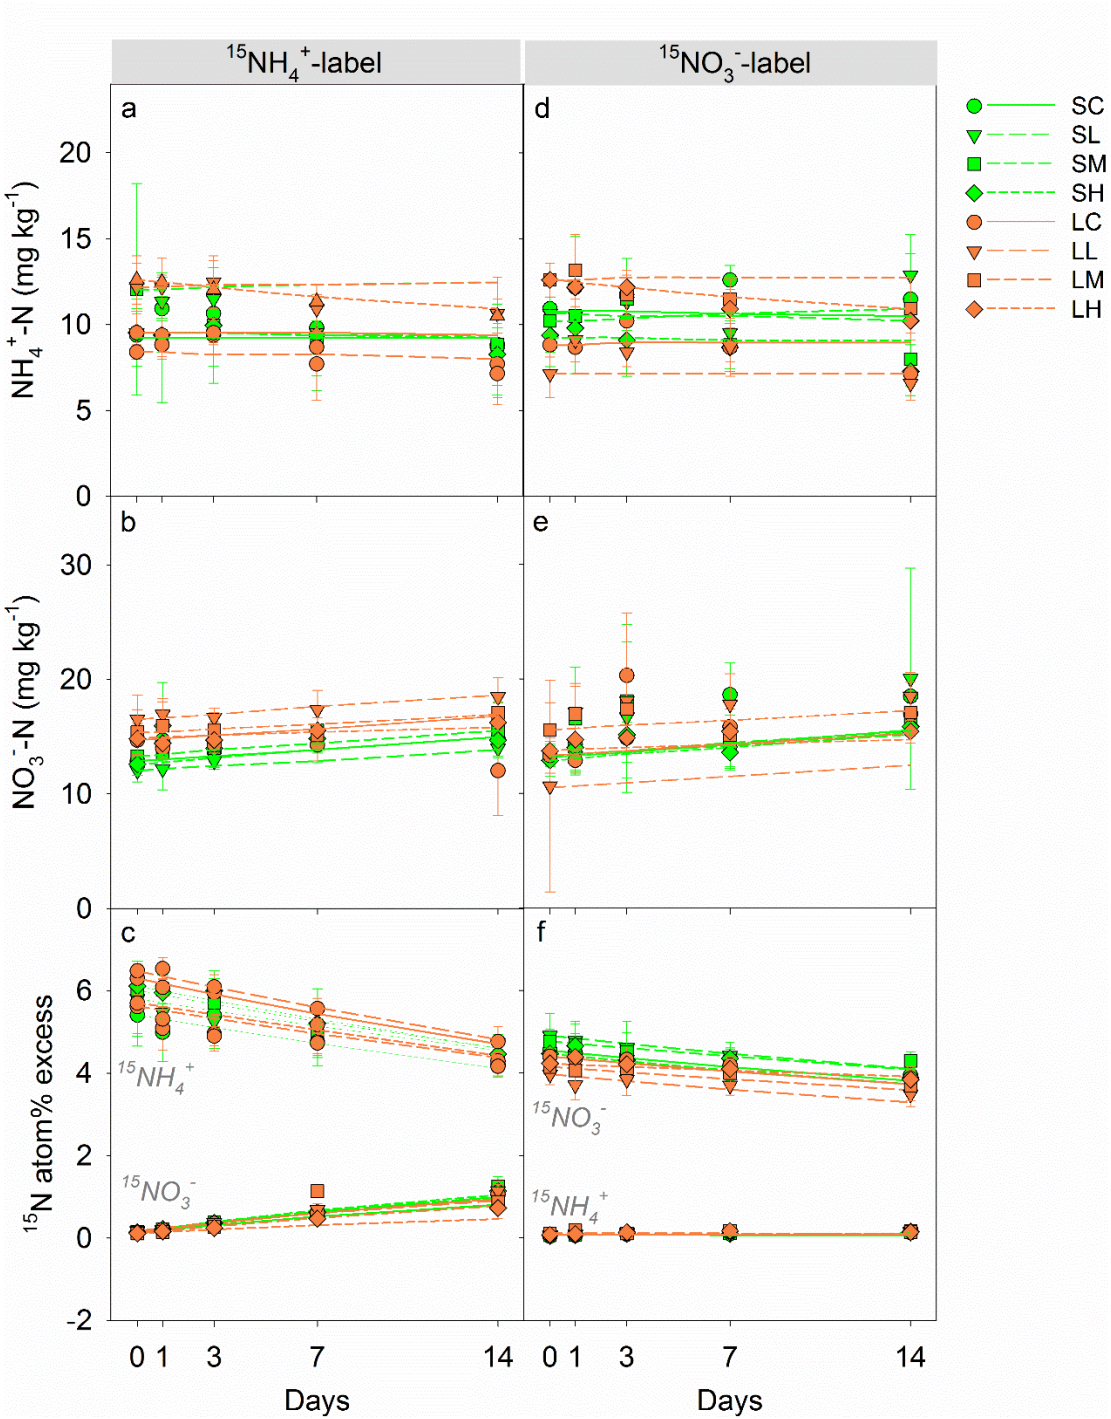 ¹⁵NH₄⁺-label
¹⁵NO₃⁻-label
a
d
SC
SL
SM
SH
LC
LL
LM
LH
NH₄⁺-N (mg kg⁻¹)
20
15
10
5
0
b
e
NO₃⁻-N (mg kg⁻¹)
30
20
10
0
c
f
¹⁵N atom% excess
6
4
2
0
-2
¹⁵NH₄⁺
¹⁵NO₃⁻
¹⁵NO₃⁻
¹⁵NH₄⁺
0 1 3 7 14
0 1 3 7 14
Days
Days